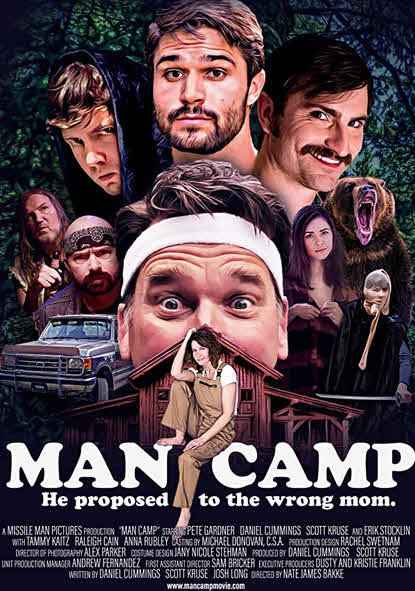 MAN CAMP
He proposed to the wrong mom.
A MISSILE MAN PICTURES PRODUCTION "MAN CAMP" STARRING PETE GARDNER DANIEL CUMMINGS SCOTT KRUSE AND ERIK STOCKLIN
WITH TAMMY KAITZ RALEIGH CAIN ANNA RUBLEY CASTING BY MICHAEL DONOVAN, C.S.A. PRODUCTION DESIGN RACHEL SWETNAM
DIRECTOR OF PHOTOGRAPHY ALEX PARKER COSTUME DESIGN JANY NICOLE STEHMAN PRODUCED BY DANIEL CUMMINGS SCOTT KRUSE
UNIT PRODUCTION MANAGER ANDREW FERNANDEZ FIRST ASSISTANT DIRECTOR SAM BRICKER EXECUTIVE PRODUCERS DUSTY AND KRISTIE FRANKLIN
WRITTEN BY DANIEL CUMMINGS SCOTT KRUSE JOSH LONG DIRECTED BY NATE JAMES BAKKE
www.mancampmovie.com